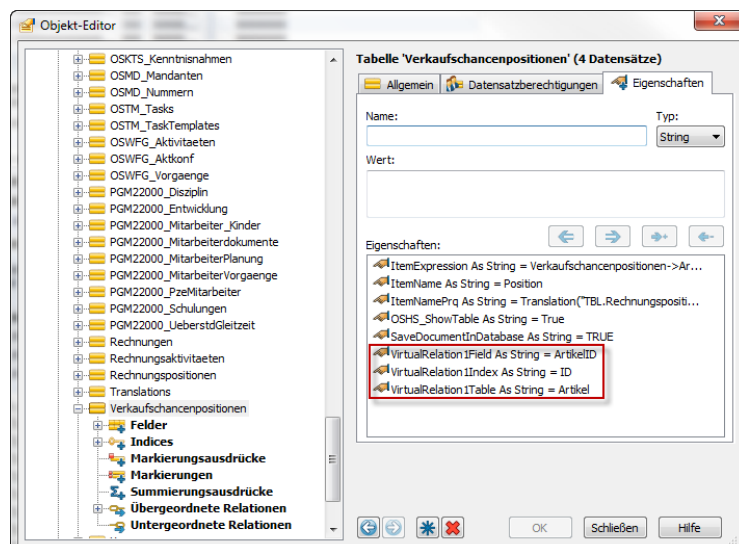 Objekt-Editor
OSKTS_Kenntnisnahmen
OSMD_Mandanten
OSMD_Nummern
OSTM_Tasks
OSTM_TaskTemplates
OSWFG_Aktivitaeten
OSWFG_Aktkonf
OSWFG_Vorgaenge
PGM22000_Disziplin
PGM22000_Entwicklung
PGM22000_Mitarbeiter_Kinder
PGM22000_Mitarbeiterdokumente
PGM22000_MitarbeiterPlanung
PGM22000_MitarbeiterVorgaenge
PGM22000_PzeMitarbeiter
PGM22000_Schulungen
PGM22000_UeberstdGleitzeit
Rechnungen
Rechnungsaktivitaeten
Rechnungspositionen
Translations
Verkaufschancenpositionen
Felder
Indices
Markierungsausdrücke
Markierungen
Summierungsausdrücke
Übergeordnete Relationen
Untergeordnete Relationen
Tabelle 'Verkaufschancenpositionen' (4 Datensätze)
Allgemein Datensatzberechtigungen Eigenschaften
Name: Typ:
String
Wert:
Eigenschaften:
ItemExpression As String = Verkaufschancenpositionen->Ar...
ItemName As String = Position
ItemNamePrq As String = Translation("TBL.Rechnungspositi...
OSHS_ShowTable As String = True
SaveDocumentInDatabase As String = TRUE
VirtualRelation1Field As String = ArtikelID
VirtualRelation1Index As String = ID
VirtualRelation1Table As String = Artikel
OK Schließen Hilfe